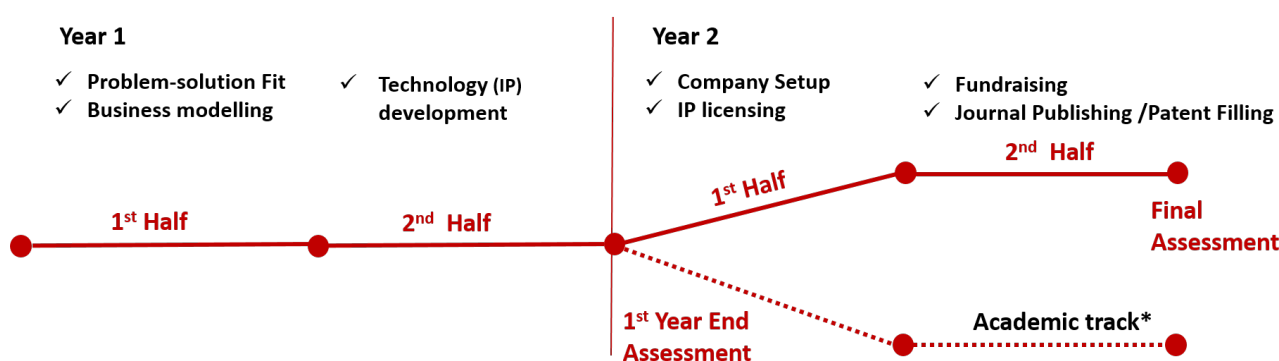 Year 1
✓ Problem-solution Fit
✓ Business modelling
✓ Technology (IP)
development
Year 2
✓ Company Setup
✓ IP licensing
✓ Fundraising
✓ Journal Publishing /Patent Filling
1st Half
2nd Half
1st Half
2nd Half
Final
Assessment
1st Year End
Assessment
Academic track*